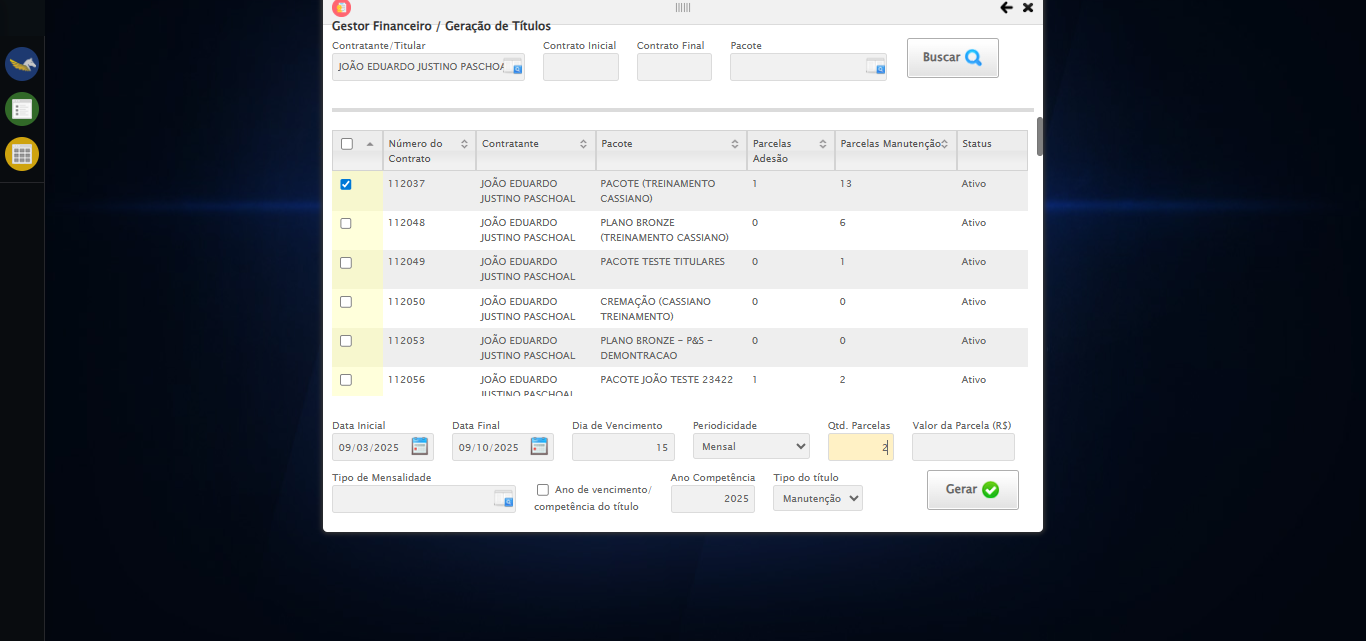 Gestor Financeiro / Geração de Títulos
Contratante/Titular Contrato Inicial Contrato Final Pacote
JOÃO EDUARDO JUSTINO PASCHOA
Buscar
Número do Contrato Contratante Pacote Parcelas Adesão Parcelas Manutenção Status
112037 JOÃO EDUARDO PACOTE (TREINAMENTO 1 13 Ativo
JUSTINO PASCHOAL CASSIANO)
112048 JOÃO EDUARDO PLANO BRONZE 0 6 Ativo
JUSTINO PASCHOAL (TREINAMENTO CASSIANO)
112049 JOÃO EDUARDO PACOTE TESTE TITULARES 0 1 Ativo
JUSTINO PASCHOAL
112050 JOÃO EDUARDO CREMAÇÃO (CASSIANO 0 0 Ativo
JUSTINO PASCHOAL TREINAMENTO)
112053 JOÃO EDUARDO PLANO BRONZE - P&S - 0 0 Ativo
JUSTINO PASCHOAL DEMONTRACAO
112056 JOÃO EDUARDO PACOTE JOÃO TESTE 23422 1 2 Ativo
JUSTINO PASCHOAL
Data Inicial Data Final Dia de Vencimento Periodicidade Qtd. Parcelas Valor da Parcela (R$)
09/03/2025 09/10/2025 15 Mensal 2
Tipo de Mensalidade Ano de vencimento/ Ano Competência Tipo do título
competência do título 2025 Manutenção Gerar